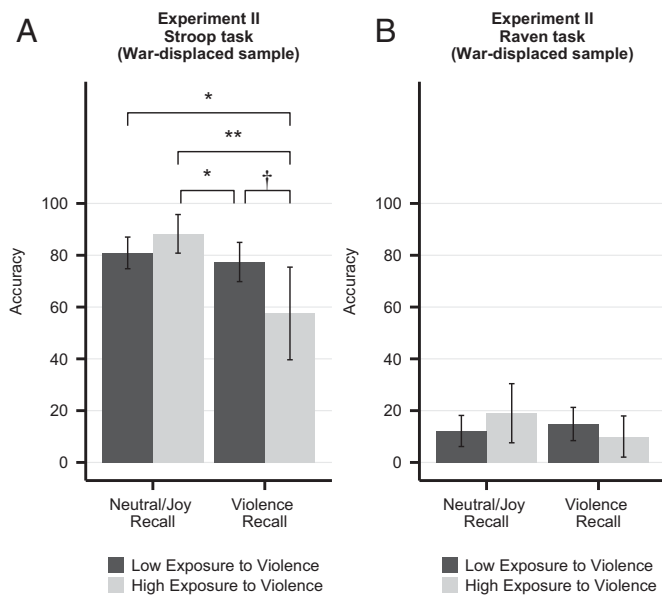 A
Experiment II
Stroop task
(War-displaced sample)
*
**
*
†
100
80
60
40
20
0
Accuracy
Neutral/Joy
Recall
Violence
Recall
Low Exposure to Violence
High Exposure to Violence
B
Experiment II
Raven task
(War-displaced sample)
100
80
60
40
20
0
Accuracy
Neutral/Joy
Recall
Violence
Recall
Low Exposure to Violence
High Exposure to Violence